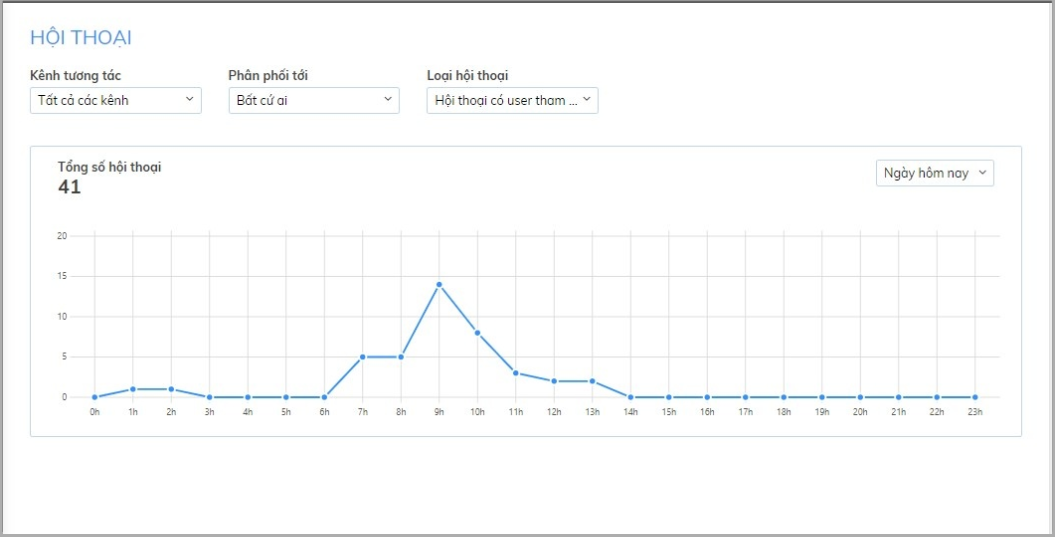 HỘI THOẠI
Kênh tương tác Phân phối tới Loại hội thoại
Tất cả các kênh Bất cứ ai Hội thoại có user tham ...
Tổng số hội thoại
41
Ngày hôm nay
20
15
10
5
0
0h 1h 2h 3h 4h 5h 6h 7h 8h 9h 10h 11h 12h 13h 14h 15h 16h 17h 18h 19h 20h 21h 22h 23h